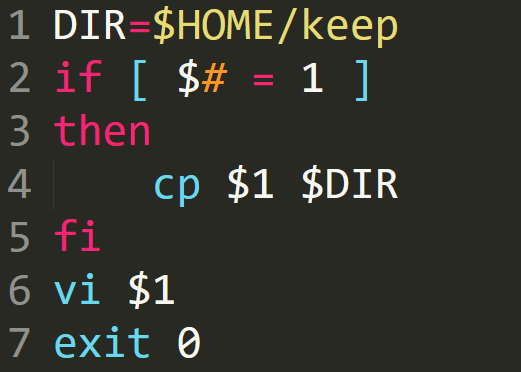 1 DIR=$HOME/keep
2 if [ $# = 1 ]
3 then
4     cp $1 $DIR
5 fi
6 vi $1
7 exit 0